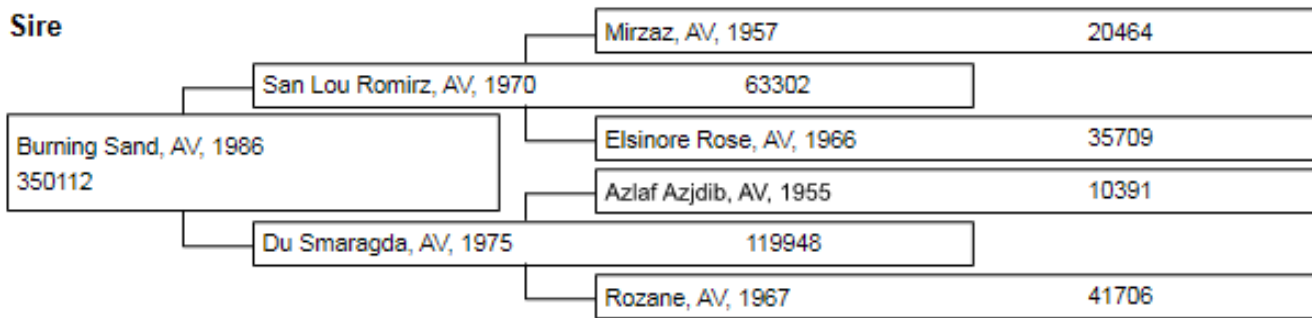 Sire
Mirzaz, AV, 1957 20464
San Lou Romirz, AV, 1970 63302
Elsinore Rose, AV, 1966 35709
Burning Sand, AV, 1986
350112
Azlaf Azjdib, AV, 1955 10391
Du Smaragda, AV, 1975 119948
Rozane, AV, 1967 41706